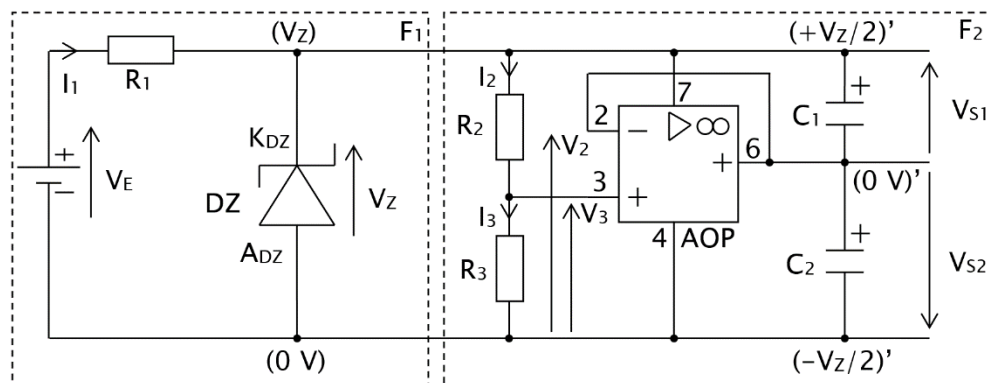 (VZ) F1 (+VZ/2)' F2
I1 R1 I2 7
R2 2 − ▷ ∞ C1 + VS1
KDZ V2 6
+ − VE DZ VZ 3 + + (0 V)'
I3 V3
ADZ 4 AOP +
R3 C2 VS2
(0 V) (-VZ/2)'